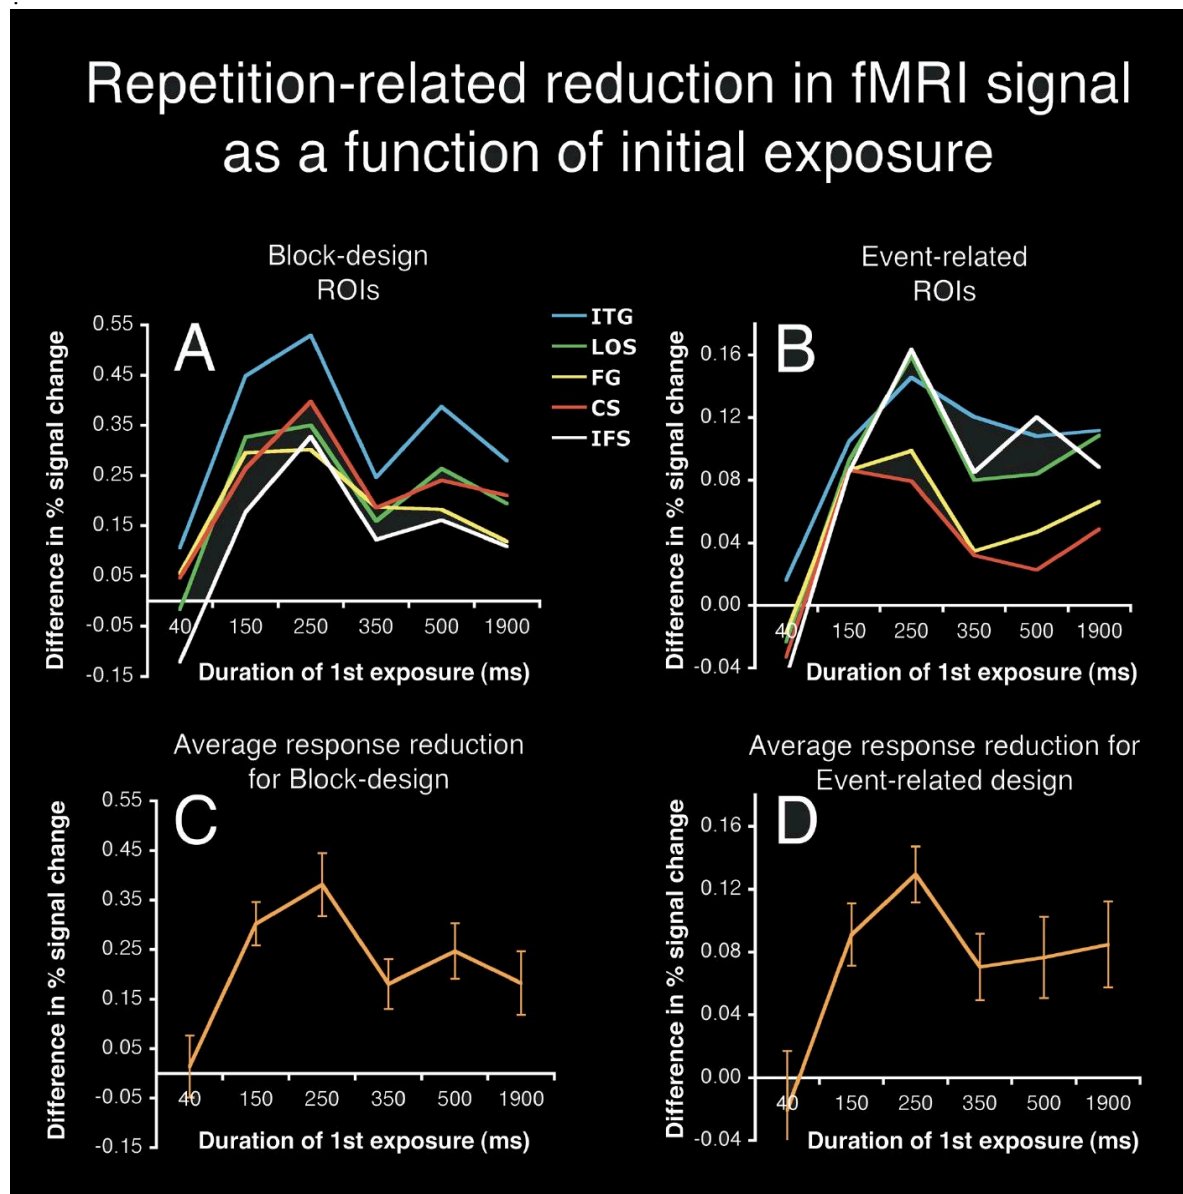 Repetition-related reduction in fMRI signal
as a function of initial exposure
Block-design
ROIs
A
Difference in % signal change
0.55
0.45
0.35
0.25
0.15
0.05
-0.05
-0.15
40 150 250 350 500 1900
Duration of 1st exposure (ms)
ITG
LOS
FG
CS
IFS
Event-related
ROIs
B
Difference in % signal change
0.16
0.12
0.08
0.04
0.00
-0.04
40 150 250 350 500 1900
Duration of 1st exposure (ms)
Average response reduction
for Block-design
C
Difference in % signal change
0.55
0.45
0.35
0.25
0.15
0.05
-0.05
-0.15
40 150 250 350 500 1900
Duration of 1st exposure (ms)
Average response reduction for
Event-related design
D
Difference in % signal change
0.16
0.12
0.08
0.04
0.00
-0.04
40 150 250 350 500 1900
Duration of 1st exposure (ms)